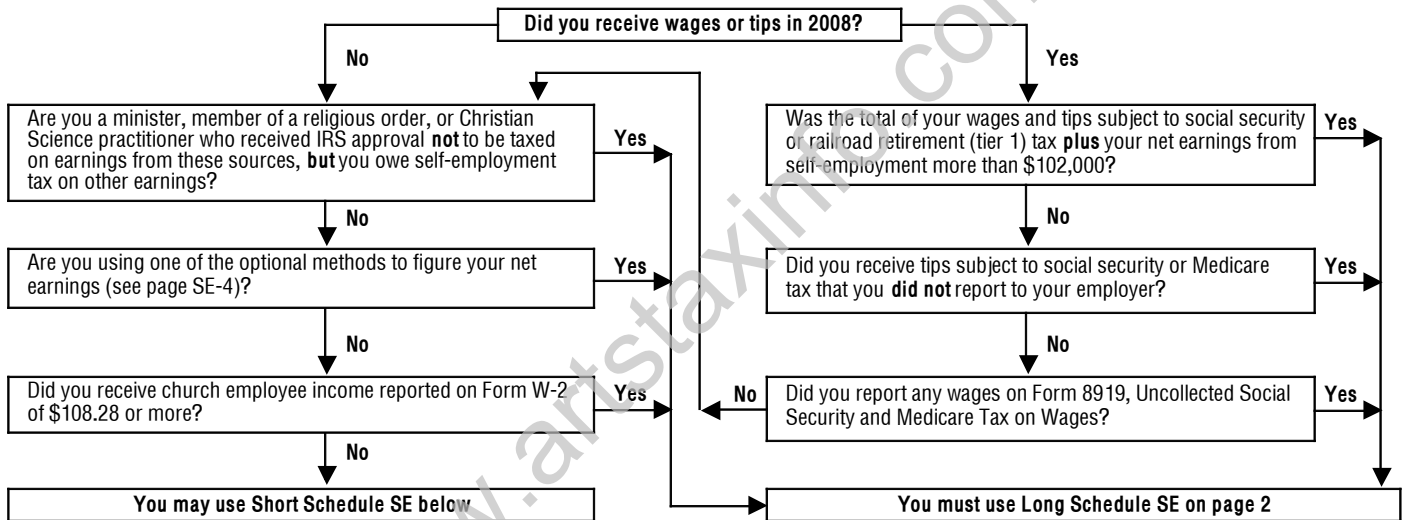 Did you receive wages or tips in 2008?
No
Yes
Are you a minister, member of a religious order, or Christian
Science practitioner who received IRS approval not to be taxed
on earnings from these sources, but you owe self-employment
tax on other earnings?
Yes
Was the total of your wages and tips subject to social security
or railroad retirement (tier 1) tax plus your net earnings from
self-employment more than $102,000?
Yes
No
No
Are you using one of the optional methods to figure your net
earnings (see page SE-4)?
Yes
Did you receive tips subject to social security or Medicare
tax that you did not report to your employer?
Yes
No
No
Did you receive church employee income reported on Form W-2
of $108.28 or more?
Yes
No
Did you report any wages on Form 8919, Uncollected Social
Security and Medicare Tax on Wages?
Yes
No
You may use Short Schedule SE below
You must use Long Schedule SE on page 2
w.artstaxinfo.com